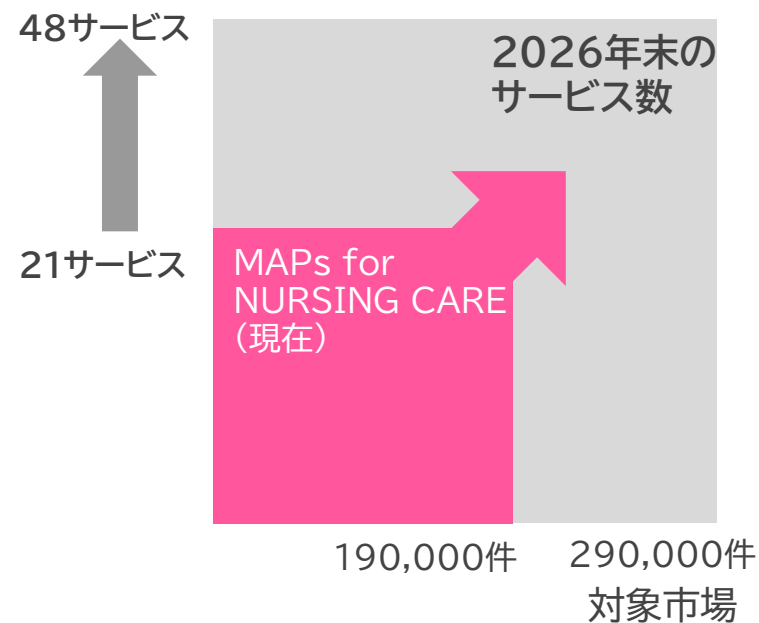 48サービス
2026年末の
サービス数
21サービス
MAPs for
NURSING CARE
（現在）
190,000件
290,000件
対象市場